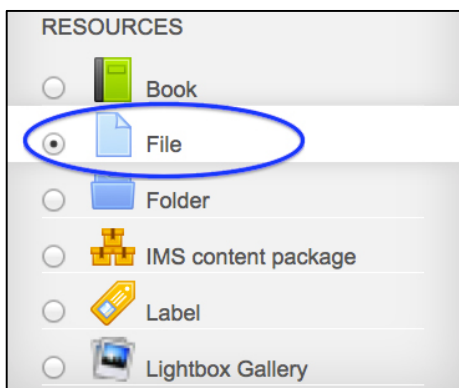 RESOURCES
Book
File
Folder
IMS content package
Label
Lightbox Gallery